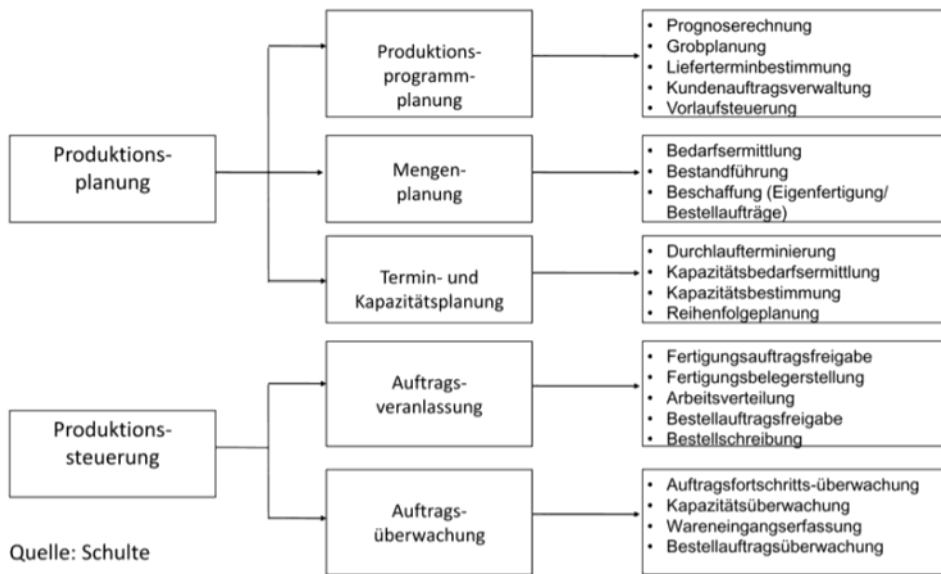 Produktions-
planung
Produktions-
programm-
planung
• Prognoserechnung
• Grobplanung
• Lieferterminbestimmung
• Kundenauftragsverwaltung
• Vorlaufsteuerung
Mengen-
planung
• Bedarfsermittlung
• Bestandführung
• Beschaffung (Eigenfertigung/
Bestellaufträge)
Termin- und
Kapazitätsplanung
• Durchlaufterminierung
• Kapazitätsbedarfsermittlung
• Kapazitätsbestimmung
• Reihenfolgeplanung
Produktions-
steuerung
Auftrags-
veranlassung
• Fertigungsauftragsfreigabe
• Fertigungsbelegerstellung
• Arbeitsverteilung
• Bestellauftragsfreigabe
• Bestellschreibung
Auftrags-
überwachung
• Auftragsfortschritts-überwachung
• Kapazitätsüberwachung
• Wareneingangserfassung
• Bestellauftragsüberwachung
Quelle: Schulte